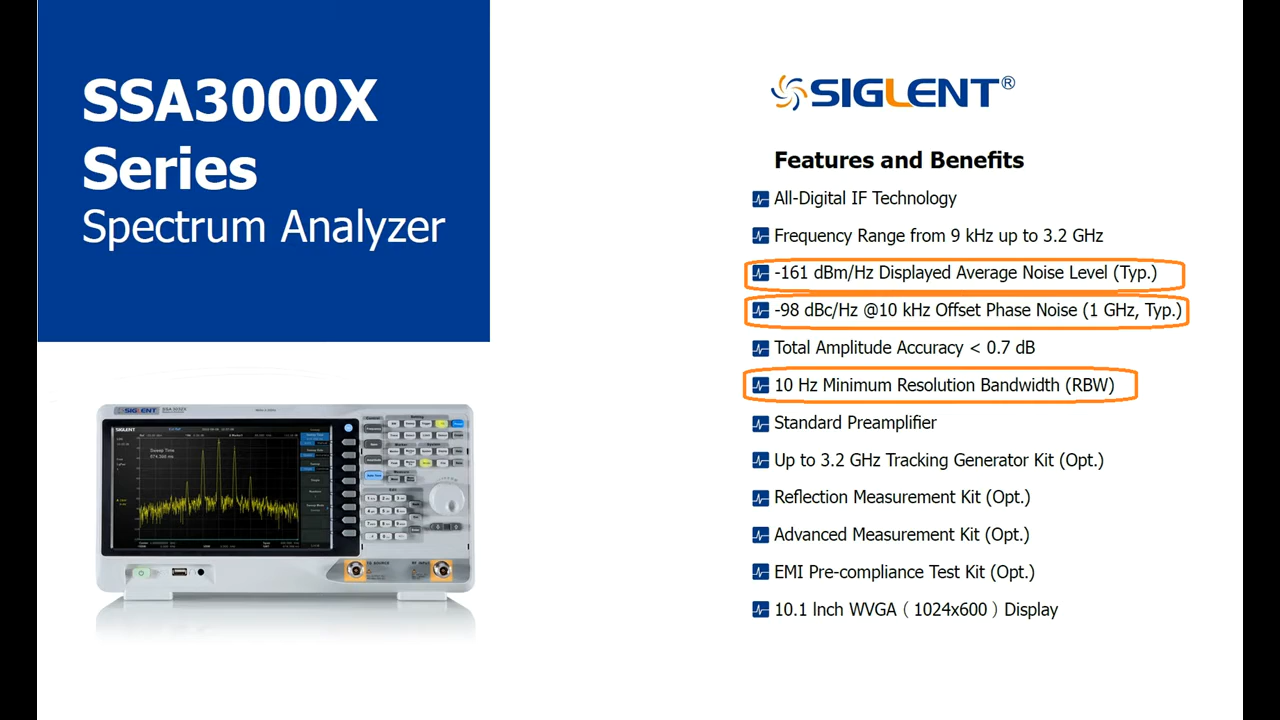 SSA3000X
Series
Spectrum Analyzer
SIGLENT®
Features and Benefits
All-Digital IF Technology
Frequency Range from 9 kHz up to 3.2 GHz
-161 dBm/Hz Displayed Average Noise Level (Typ.)
-98 dBc/Hz @10 kHz Offset Phase Noise (1 GHz, Typ.)
Total Amplitude Accuracy < 0.7 dB
10 Hz Minimum Resolution Bandwidth (RBW)
Standard Preamplifier
Up to 3.2 GHz Tracking Generator Kit (Opt.)
Reflection Measurement Kit (Opt.)
Advanced Measurement Kit (Opt.)
EMI Pre-compliance Test Kit (Opt.)
10.1 Inch WVGA（1024x600）Display
SIGLENT
SIGLENT
Sweep Time